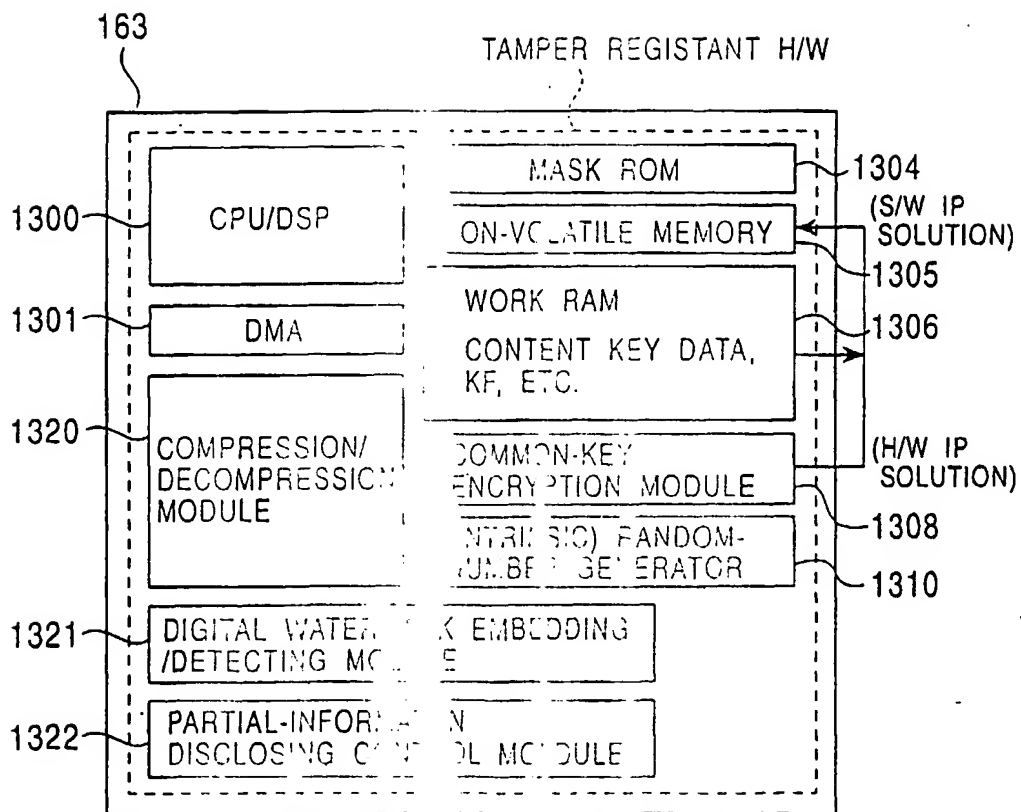 163
TAMPER REGISTANT H/W
1300
CPU/DSP
MASK ROM
1304
ON-VOLATILE MEMORY
(S/W IP
SOLUTION)
1305
1301
DMA
WORK RAM
CONTENT KEY DATA,
KF, ETC.
1306
1320
COMPRESSION/
DECOMPRESSION
MODULE
COMMON-KEY
ENCRYPTION MODULE
(H/W IP
SOLUTION)
1308
RANDOM-
GENERATOR
1310
1321
DIGITAL EMBEDDING
/DETECTING
1322
PARTIAL-INFORMATION
DISCLOSING CONTROL MODULE